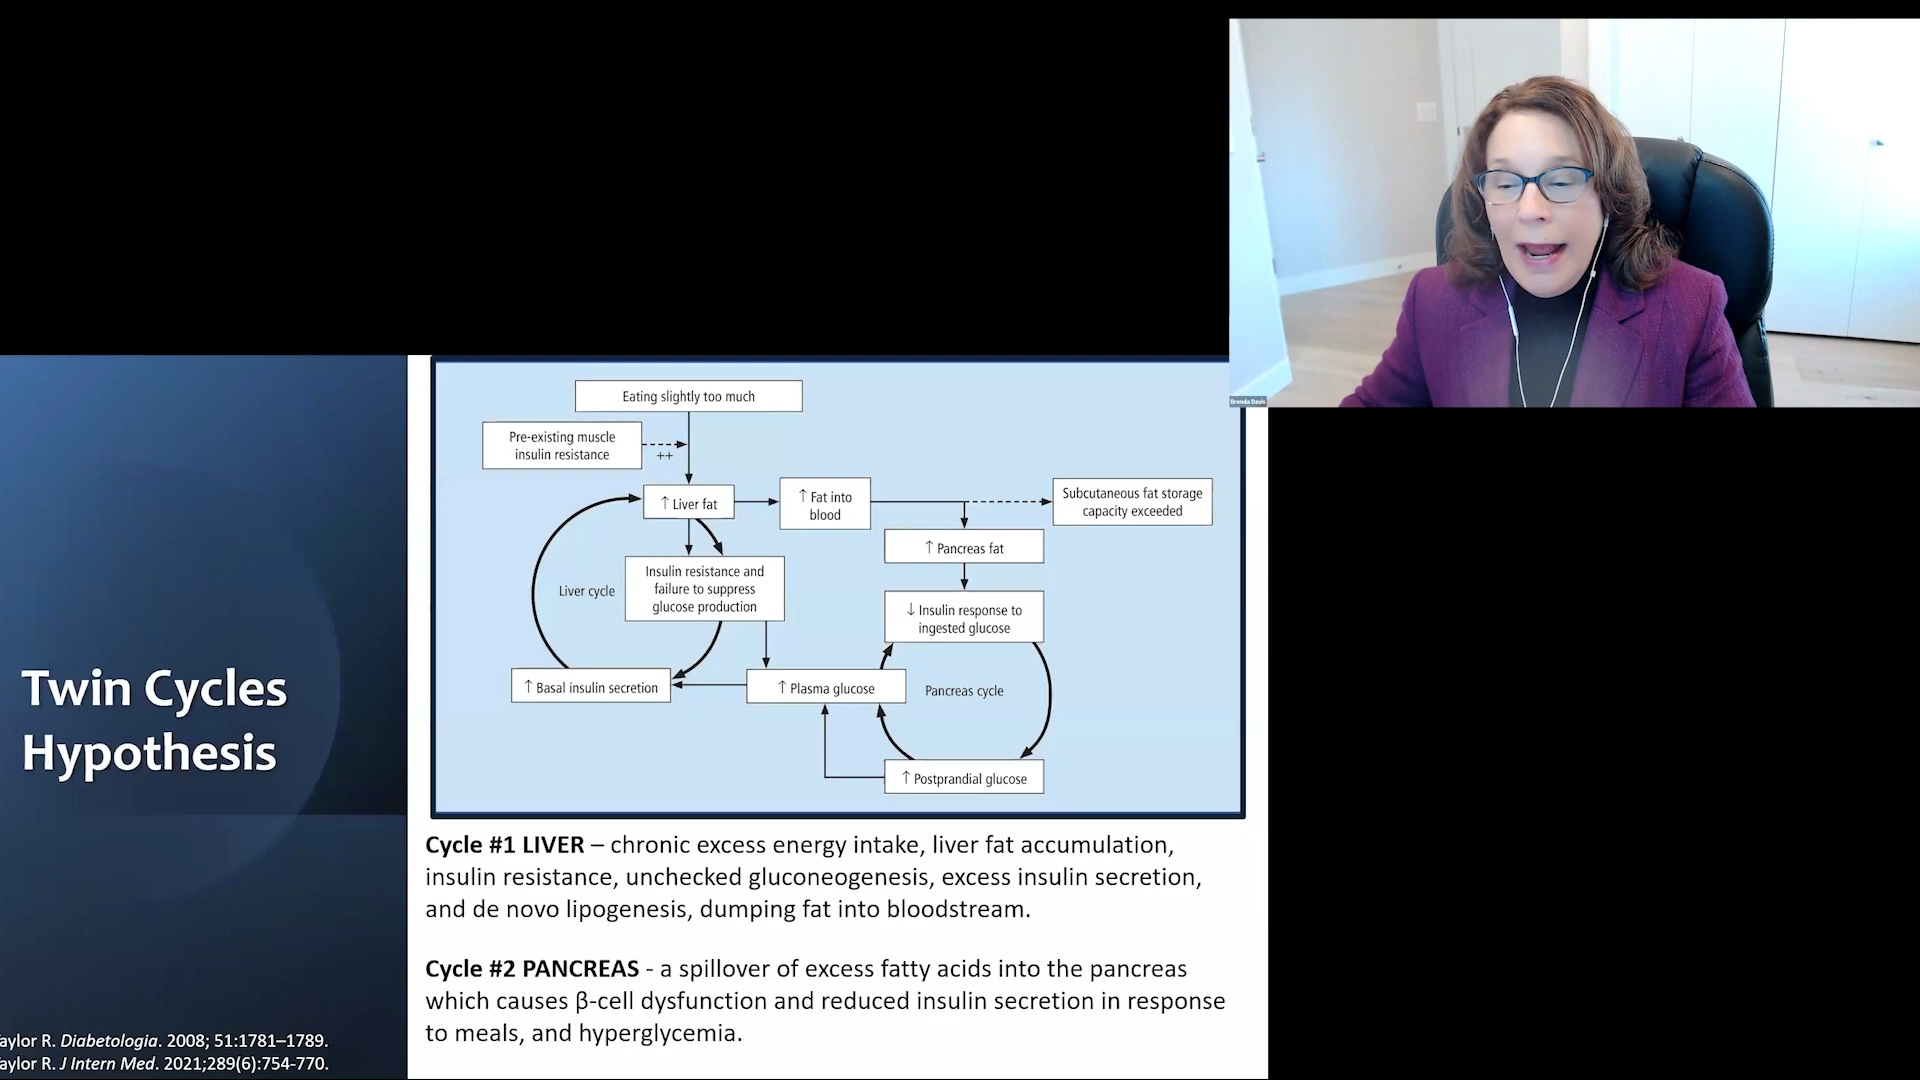 Brenda Davis
Eating slightly too much
Pre-existing muscle
insulin resistance
++
↑ Liver fat
↑ Fat into
blood
Subcutaneous fat storage
capacity exceeded
↑ Pancreas fat
Insulin resistance and
failure to suppress
glucose production
Liver cycle
↓ Insulin response to
ingested glucose
↑ Basal insulin secretion
↑ Plasma glucose
Pancreas cycle
↑ Postprandial glucose
Twin Cycles
Hypothesis
Cycle #1 LIVER – chronic excess energy intake, liver fat accumulation,
insulin resistance, unchecked gluconeogenesis, excess insulin secretion,
and de novo lipogenesis, dumping fat into bloodstream.
Cycle #2 PANCREAS - a spillover of excess fatty acids into the pancreas
which causes β-cell dysfunction and reduced insulin secretion in response
to meals, and hyperglycemia.
aylor R. Diabetologia. 2008; 51:1781–1789.
aylor R. J Intern Med. 2021;289(6):754-770.